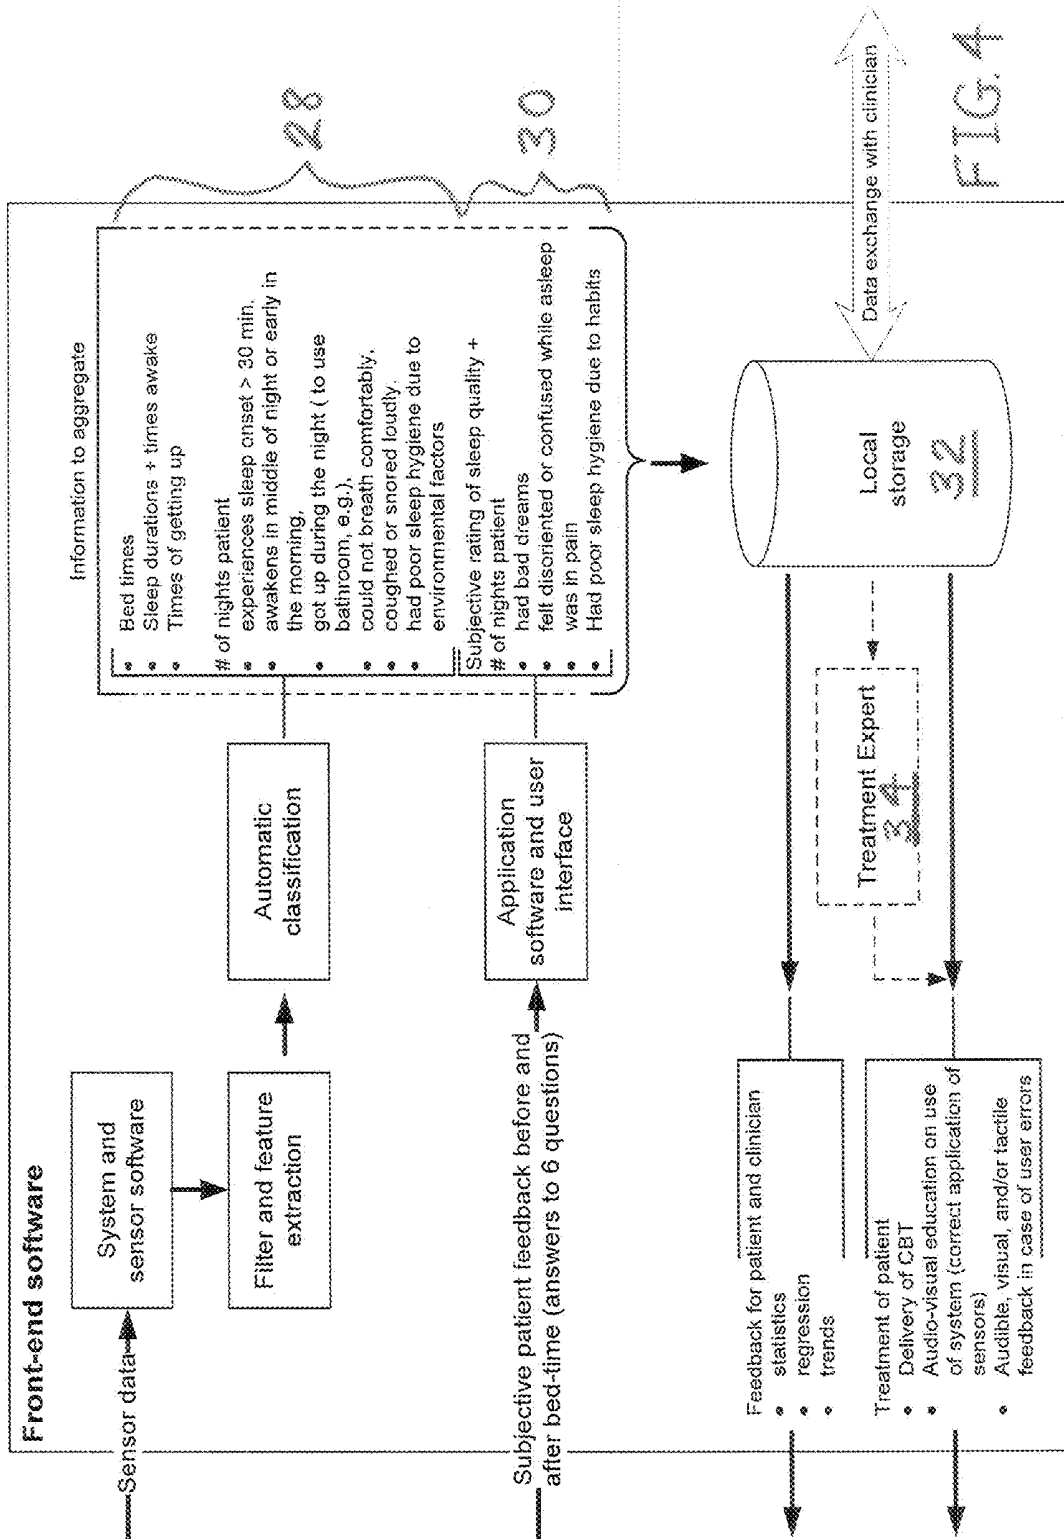 Front-end software
Sensor data
System and
sensor software
Filter and feature
extraction
Automatic
classification
Subjective patient feedback before and
after bed-time (answers to 6 questions)
Application
software and user
interface
Information to aggregate
• Bed times
• Sleep durations + times awake
• Times of getting up
# of nights patient
• experiences sleep onset > 30 min.
• awakens in middle of night or early in
the morning,
• got up during the night ( to use
bathroom, e.g.),
• could not breath comfortably,
• coughed or snored loudly,
• had poor sleep hygiene due to
environmental factors
Subjective rating of sleep quality +
# of nights patient
• had bad dreams
• felt disoriented or confused while asleep
• was in pain
• Had poor sleep hygiene due to habits
28
30
Feedback for patient and clinician
• statistics
• regression
• trends
Treatment of patient
• Delivery of CBT
• Audio-visual education on use
of system (correct application of
sensors)
• Audible, visual, and/or tactile
feedback in case of user errors
Treatment Expert
34
Local
storage
32
Data exchange with clinician
FIG. 4